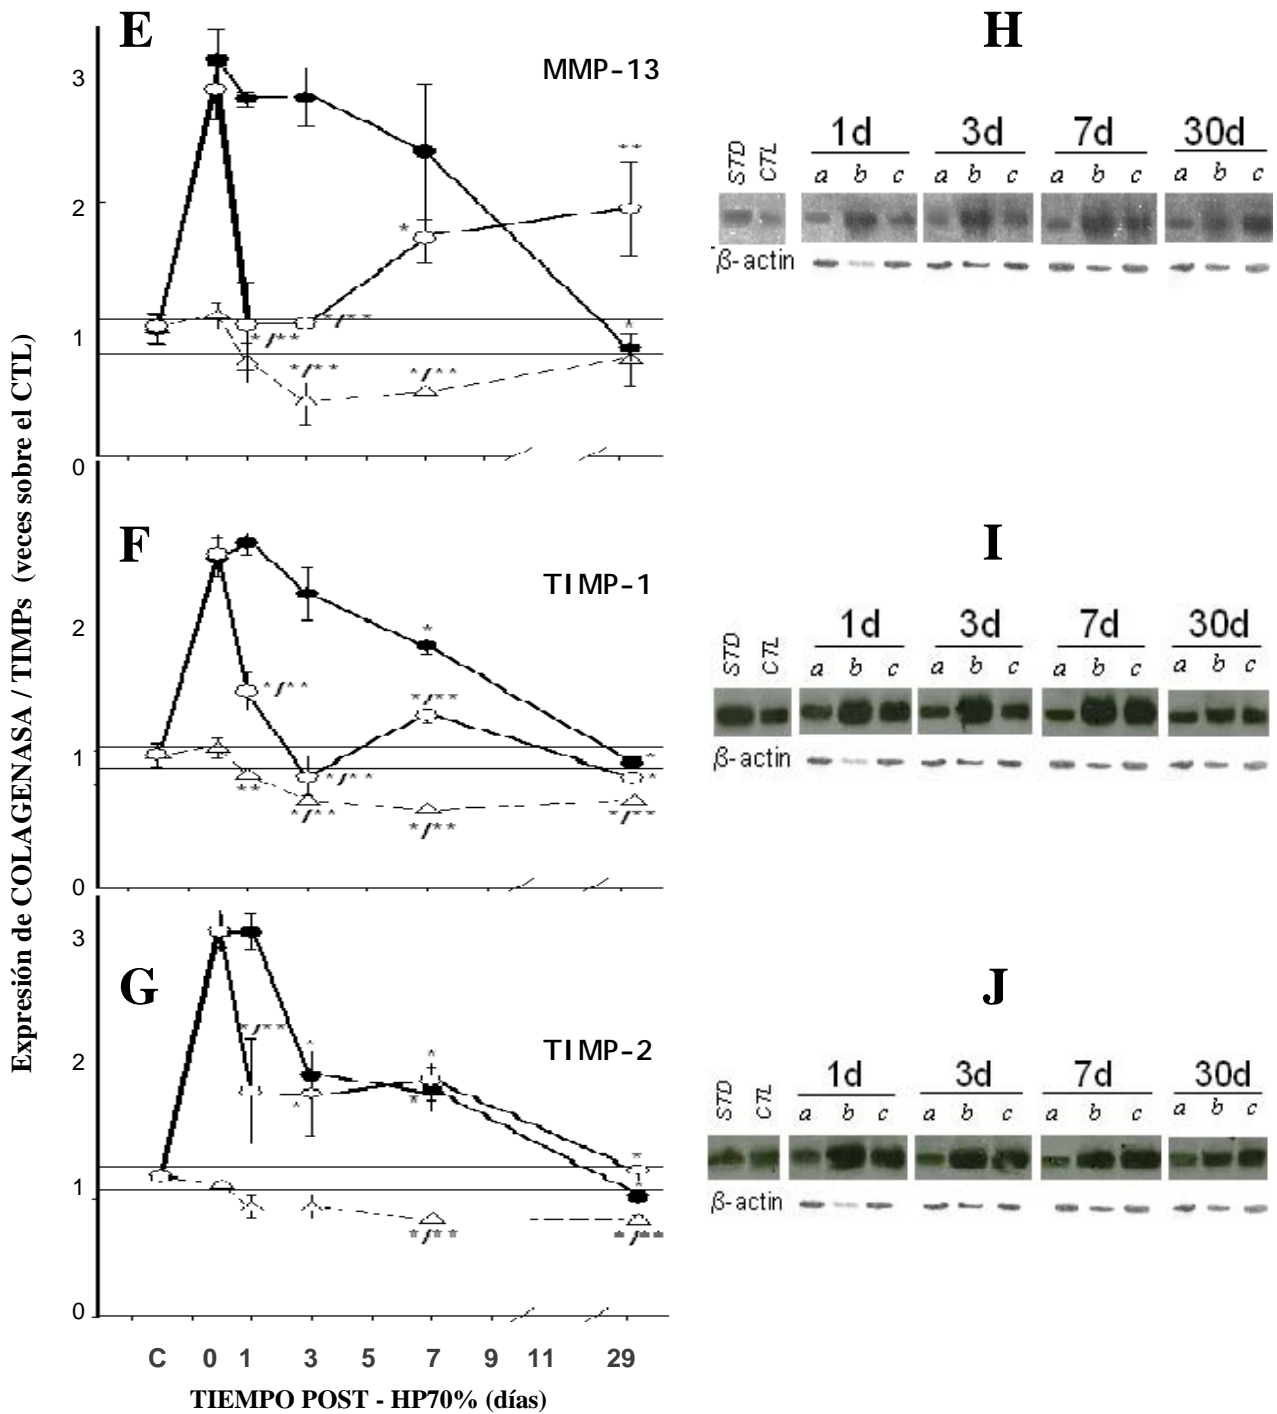 Expresión de COLAGENASA / TIMPs (veces sobre el CTL)
E
MMP-13
3
2
1
0
*
**
*/**
*/**
*/**
*/**
*
F
TIMP-1
2
1
0
*
*/**
*/**
*/**
**
*/**
*/**
*/**
*
*
G
TIMP-2
3
2
1
0
*/**
*
*
*
*
*
*
*/**
*/**
C 0 1 3 5 7 9 11 29
TIEMPO POST - HP70% (días)
H
STD CTL
1d 3d 7d 30d
a b c a b c a b c a b c
β-actin
I
STD CTL
1d 3d 7d 30d
a b c a b c a b c a b c
β-actin
J
STD CTL
1d 3d 7d 30d
a b c a b c a b c a b c
β-actin